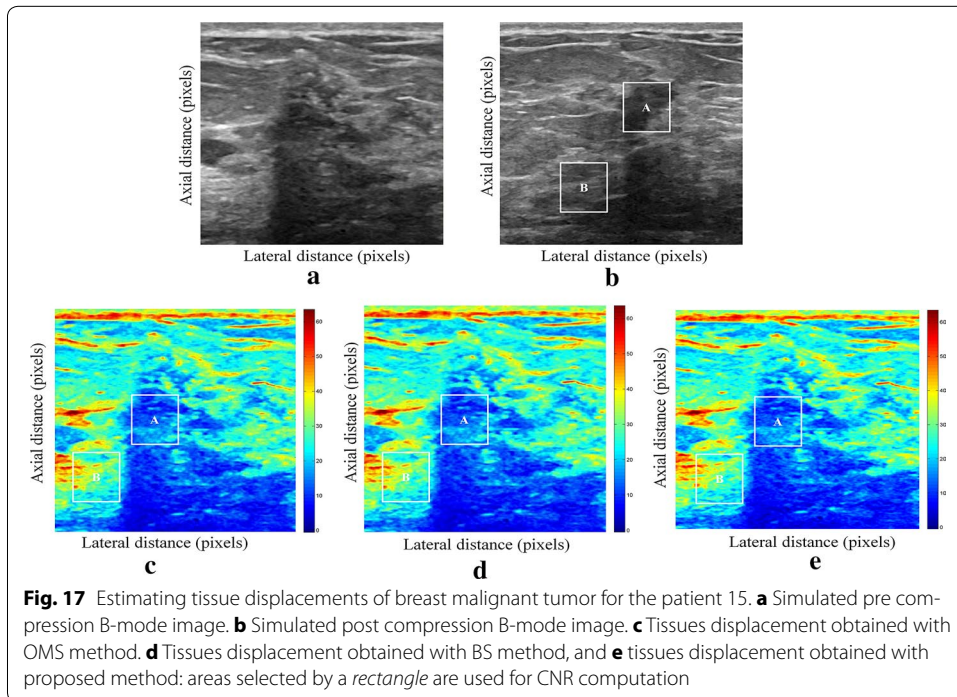 Axial distance (pixels)
Lateral distance (pixels)
a
Axial distance (pixels)
A
B
Lateral distance (pixels)
b
Axial distance (pixels)
A
B
60
50
40
30
20
10
0
Lateral distance (pixels)
c
Axial distance (pixels)
A
B
60
50
40
30
20
10
0
Lateral distance (pixels)
d
Axial distance (pixels)
A
B
60
50
40
30
20
10
0
Lateral distance (pixels)
e
Fig. 17 Estimating tissue displacements of breast malignant tumor for the patient 15. a Simulated pre com-
pression B-mode image. b Simulated post compression B-mode image. c Tissues displacement obtained with
OMS method. d Tissues displacement obtained with BS method, and e tissues displacement obtained with
proposed method: areas selected by a rectangle are used for CNR computation